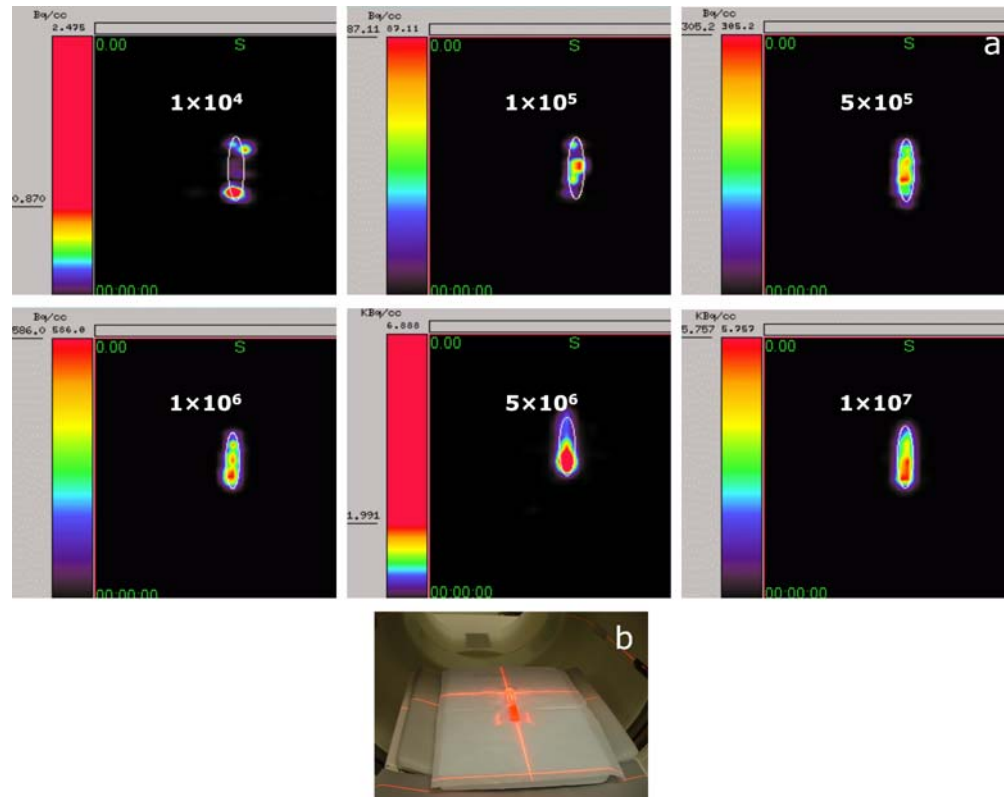 Bq/cc
2.475
0.870
0.00
S
1×10⁴
00:00:00
Bq/cc
87.11 87.11
0.00
S
1×10⁵
00:00:00
Bq/cc
305.2 305.2
0.00
S
a
5×10⁵
00:00:00
Bq/cc
586.0 586.0
0.00
S
1×10⁶
00:00:00
KBq/cc
6.888
1.991
0.00
S
5×10⁶
00:00:00
KBq/cc
5.757 5.757
0.00
S
1×10⁷
00:00:00
b